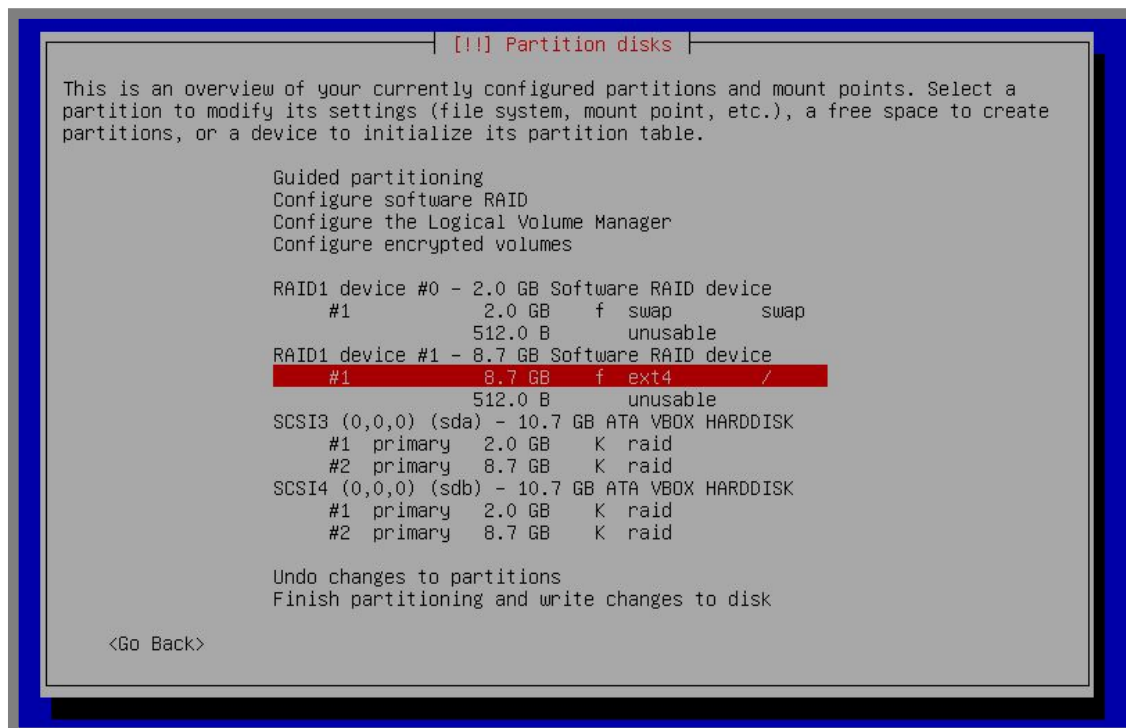 [!!] Partition disks
This is an overview of your currently configured partitions and mount points. Select a
partition to modify its settings (file system, mount point, etc.), a free space to create
partitions, or a device to initialize its partition table.
Guided partitioning
Configure software RAID
Configure the Logical Volume Manager
Configure encrypted volumes
RAID1 device #0 - 2.0 GB Software RAID device
#1 2.0 GB f swap swap
512.0 B unusable
RAID1 device #1 - 8.7 GB Software RAID device
#1 8.7 GB f ext4 /
512.0 B unusable
SCSI3 (0,0,0) (sda) - 10.7 GB ATA VBOX HARDDISK
#1 primary 2.0 GB K raid
#2 primary 8.7 GB K raid
SCSI4 (0,0,0) (sdb) - 10.7 GB ATA VBOX HARDDISK
#1 primary 2.0 GB K raid
#2 primary 8.7 GB K raid
Undo changes to partitions
Finish partitioning and write changes to disk
<Go Back>